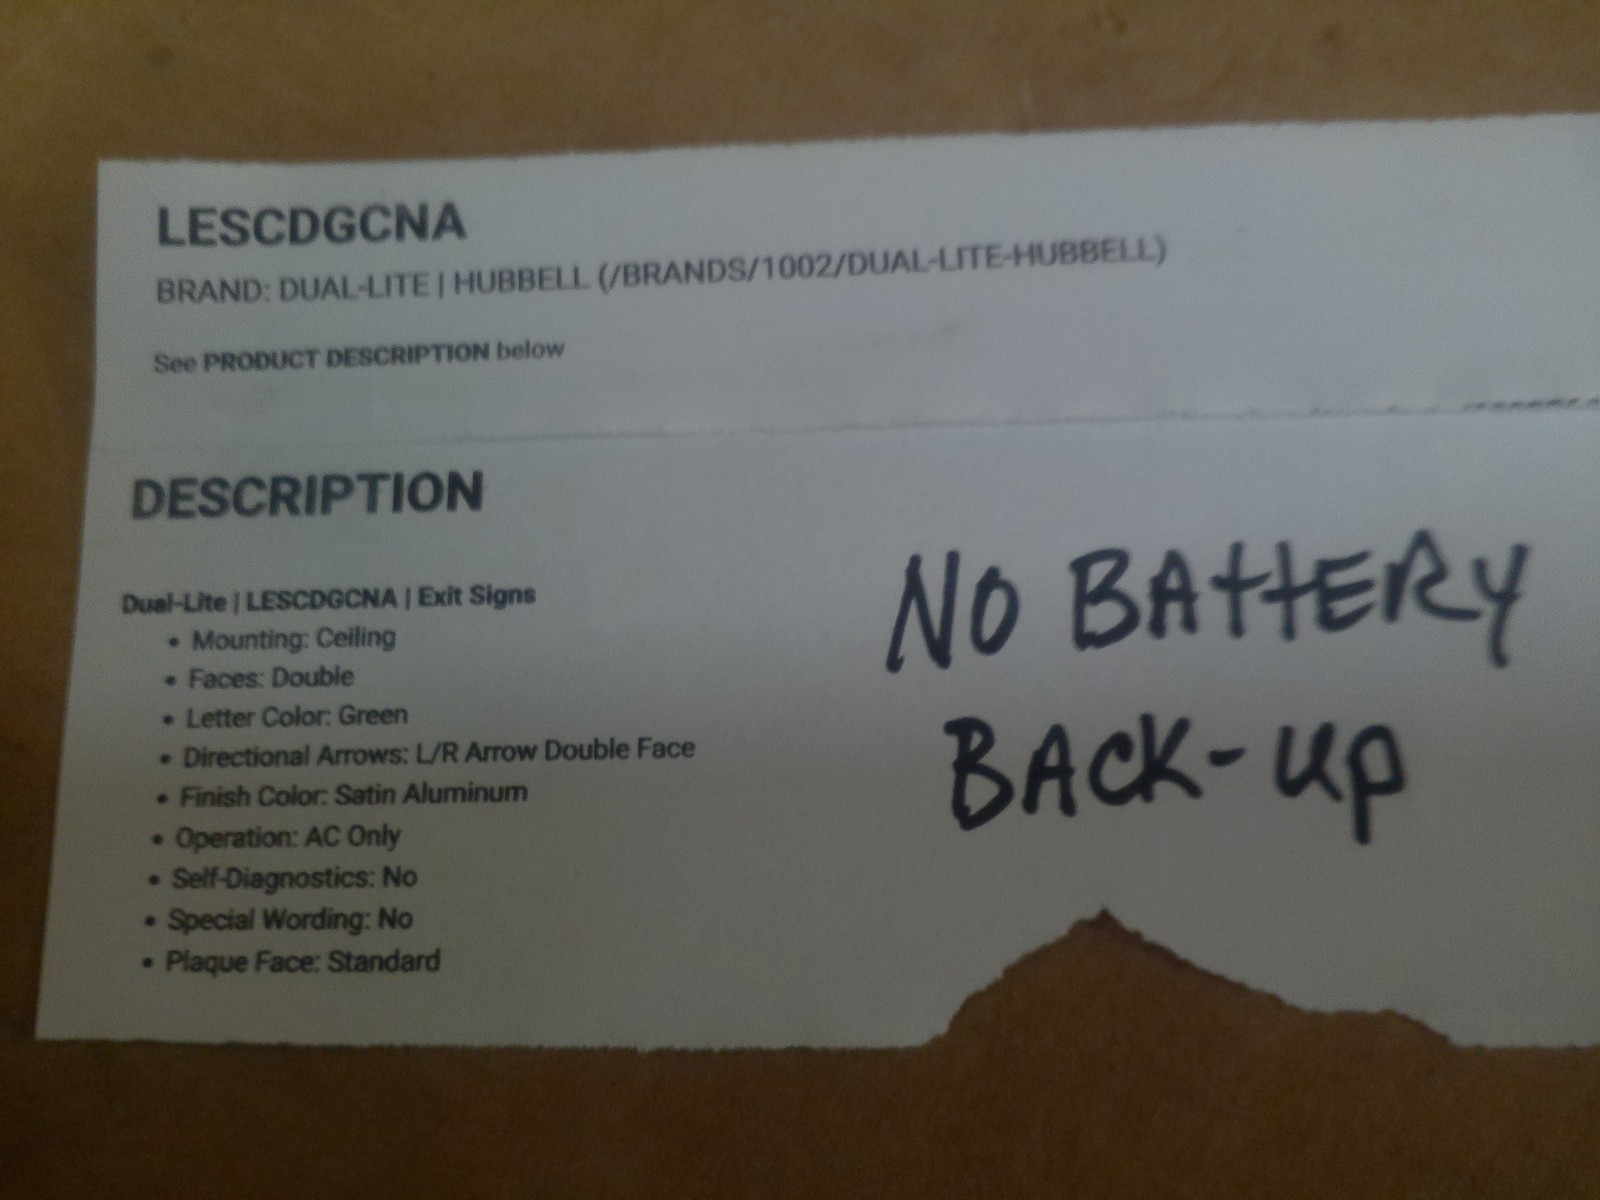 LESCDGCNA
BRAND: DUAL-LITE | HUBBELL (/BRANDS/1002/DUAL-LITE-HUBBELL)
See PRODUCT DESCRIPTION below
DESCRIPTION
Dual-Lite | LESCDGCNA | Exit Signs
• Mounting: Ceiling
• Faces: Double
• Letter Color: Green
• Directional Arrows: L/R Arrow Double Face
• Finish Color: Satin Aluminum
• Operation: AC Only
• Self-Diagnostics: No
• Special Wording: No
• Plaque Face: Standard
NO BATTERY
BACK-UP